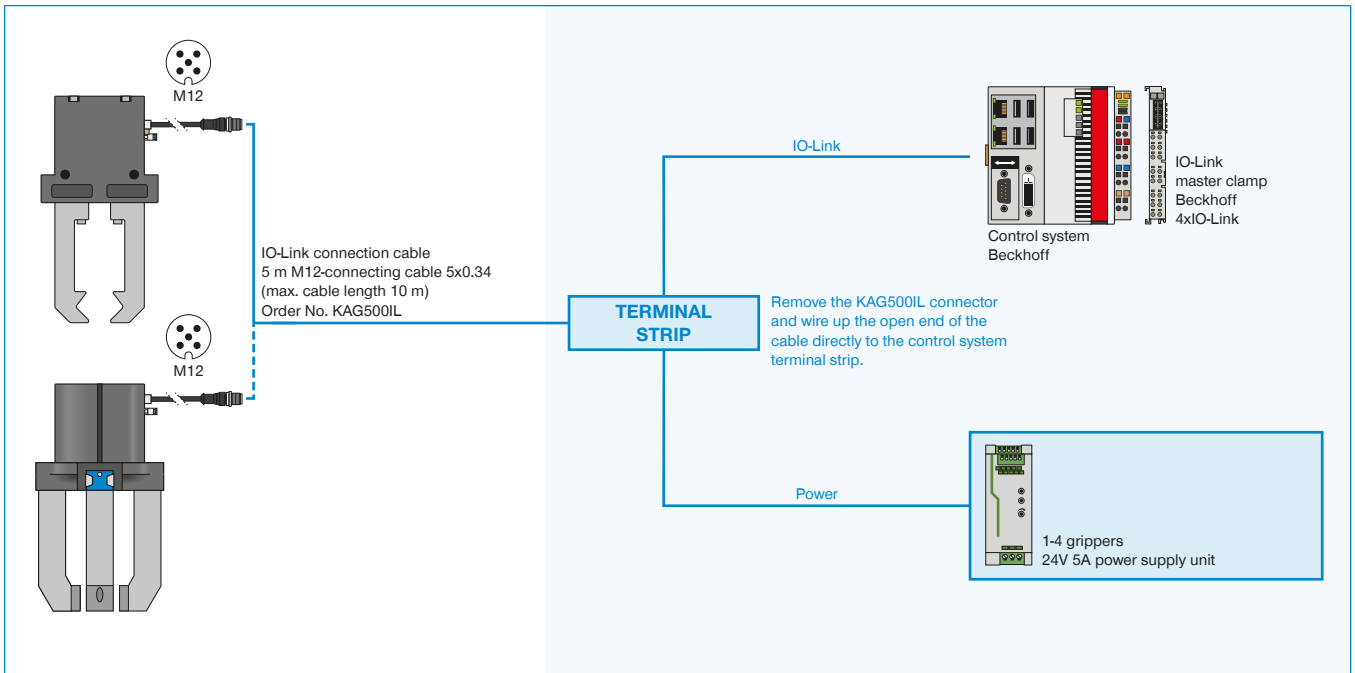 M12
IO-Link connection cable
5 m M12-connecting cable 5x0.34
(max. cable length 10 m)
Order No. KAG500IL
M12
TERMINAL
STRIP
IO-Link
Remove the KAG500IL connector
and wire up the open end of the
cable directly to the control system
terminal strip.
Control system
Beckhoff
IO-Link
master clamp
Beckhoff
4xIO-Link
Power
1-4 grippers
24V 5A power supply unit